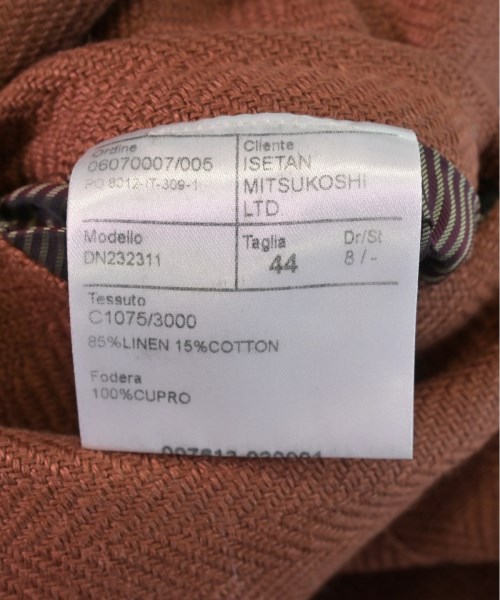 Ordine
06070007/005
PO 8012-IT-309-1
Cliente
ISETAN
MITSUKOSHI
LTD
Modello
DN232311
Taglia
44
Dr/St
8 / -
Tessuto
C1075/3000
85%LINEN 15%COTTON
Fodera
100%CUPRO